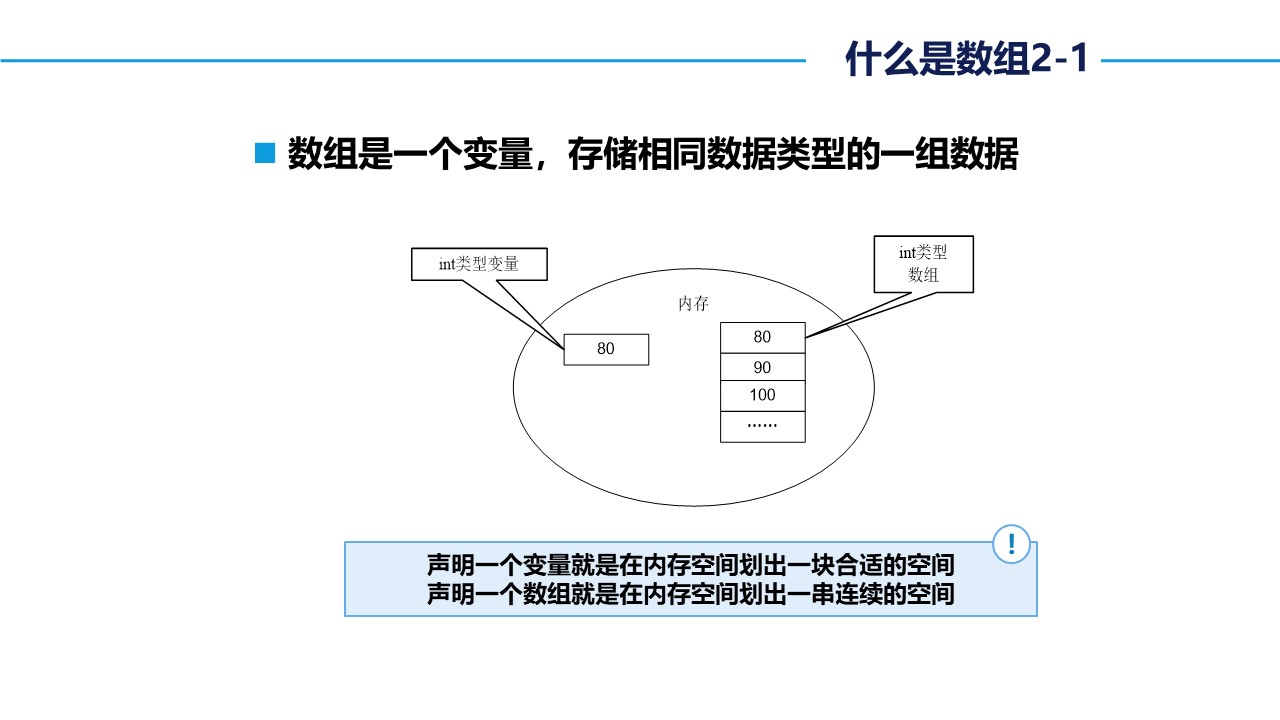 什么是数组2-1
数组是一个变量，存储相同数据类型的一组数据
int类型变量
int类型
数组
内存
80
80
90
100
……
!
声明一个变量就是在内存空间划出一块合适的空间
声明一个数组就是在内存空间划出一串连续的空间